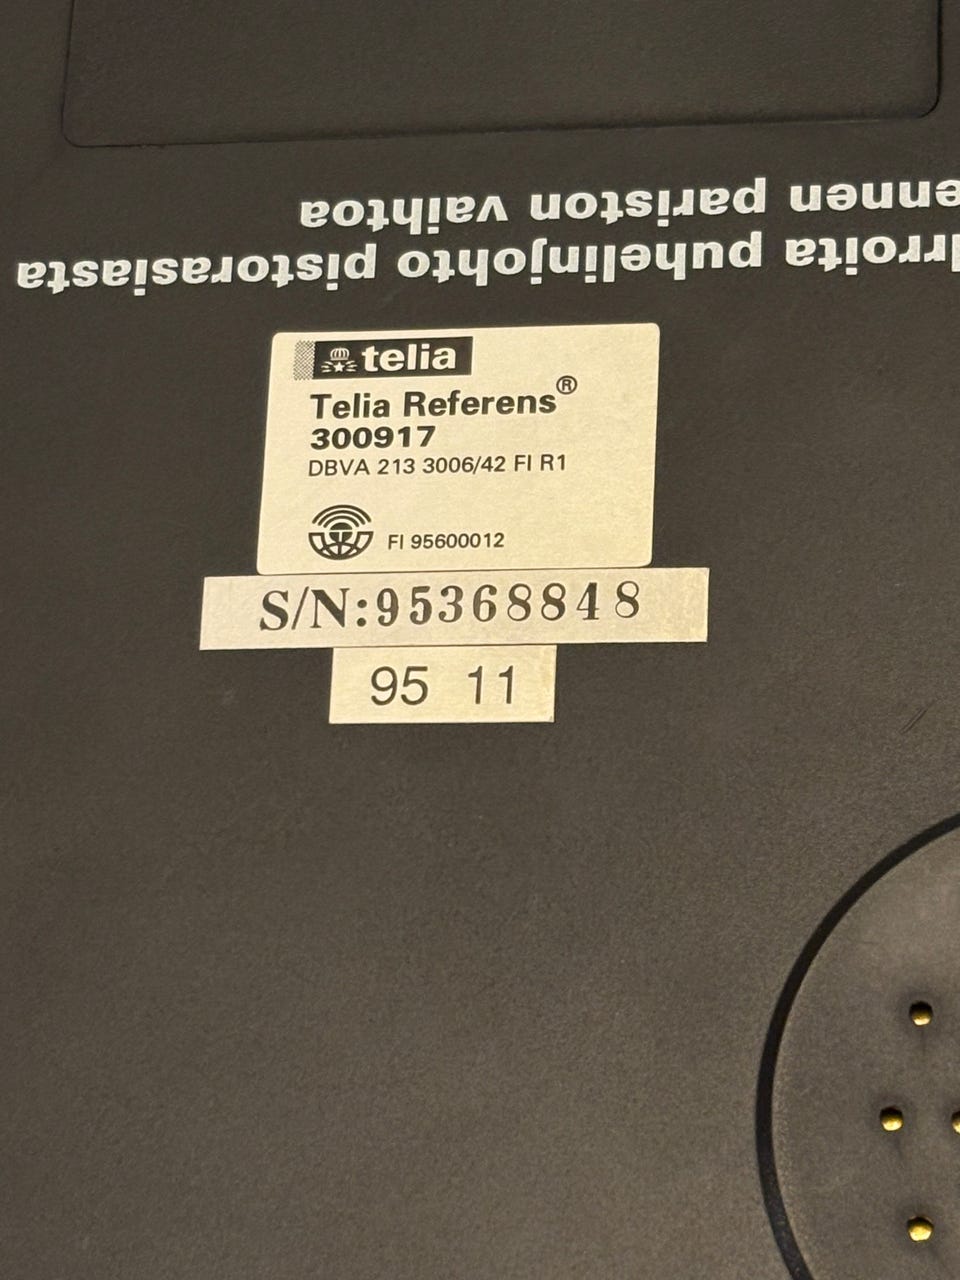 Irroita puhelinjohto pistorasiasta
ennen pariston vaihtoa
telia
Telia Referens®
300917
DBVA 213 3006/42 FI R1
FI 95600012
S/N:95368848
95 11